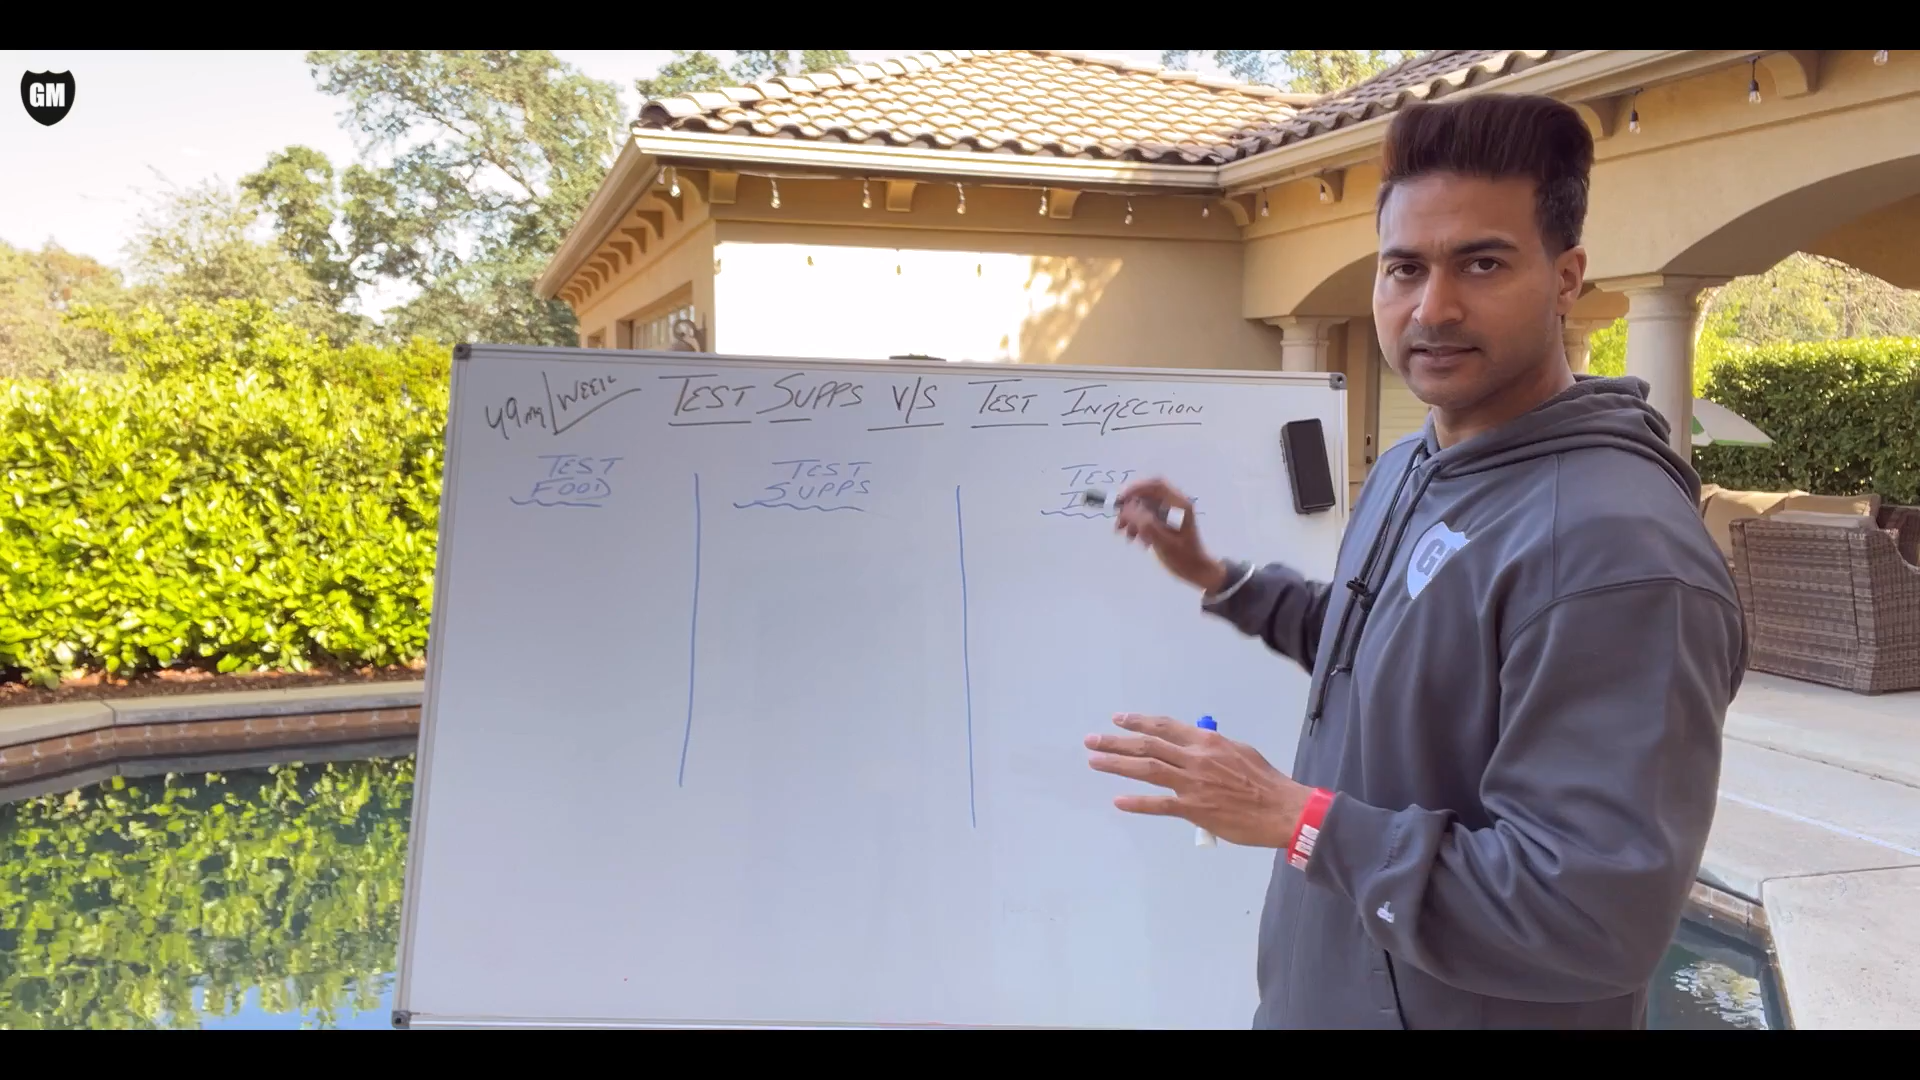 GM
49mg/WEEK TEST SUPPS V/S TEST INJECTION
TEST
FOOD
TEST
SUPPS
TEST